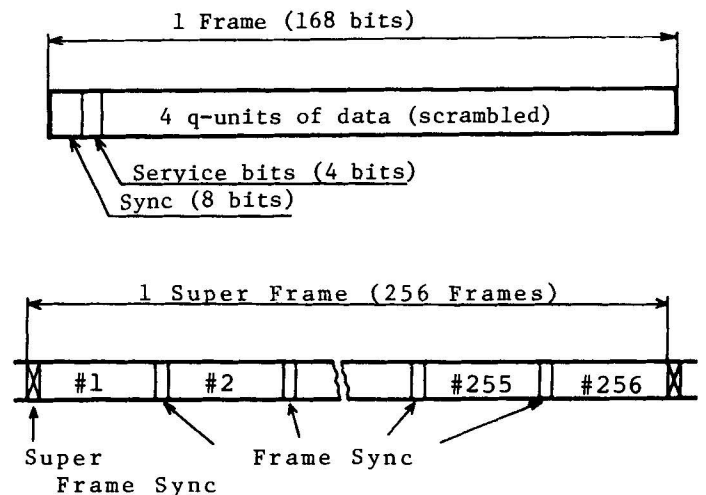 1 Frame (168 bits)
4 q-units of data (scrambled)
Service bits (4 bits)
Sync (8 bits)
1 Super Frame (256 Frames)
#1 #2 #255 #256
Super Frame Sync
Frame Sync